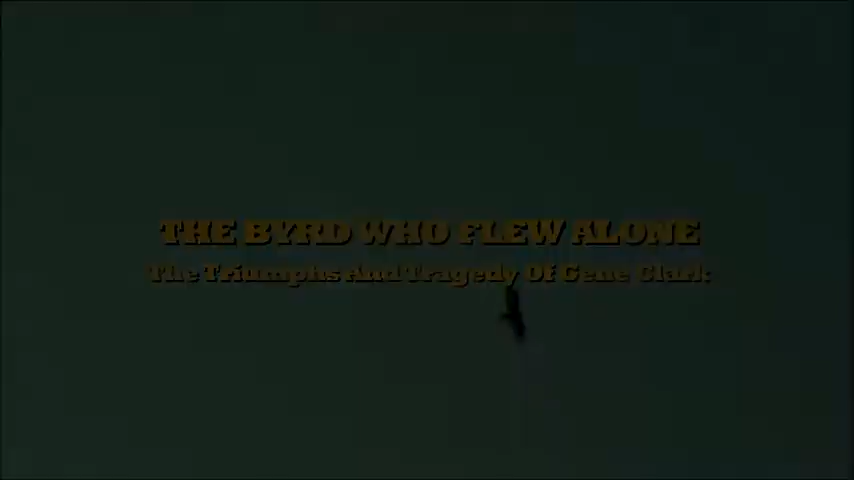 THE BYRD WHO FLEW ALONE
The Triumphs And Tragedy Of Gene Clark